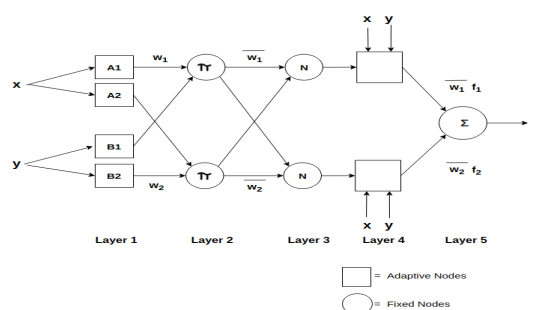 x y
w1 w1
A1 π N
x
A2
w1 f1
Σ
B1
y
w2 f2
B2 π N
w2 w2
x y
Layer 1 Layer 2 Layer 3 Layer 4 Layer 5
= Adaptive Nodes
= Fixed Nodes